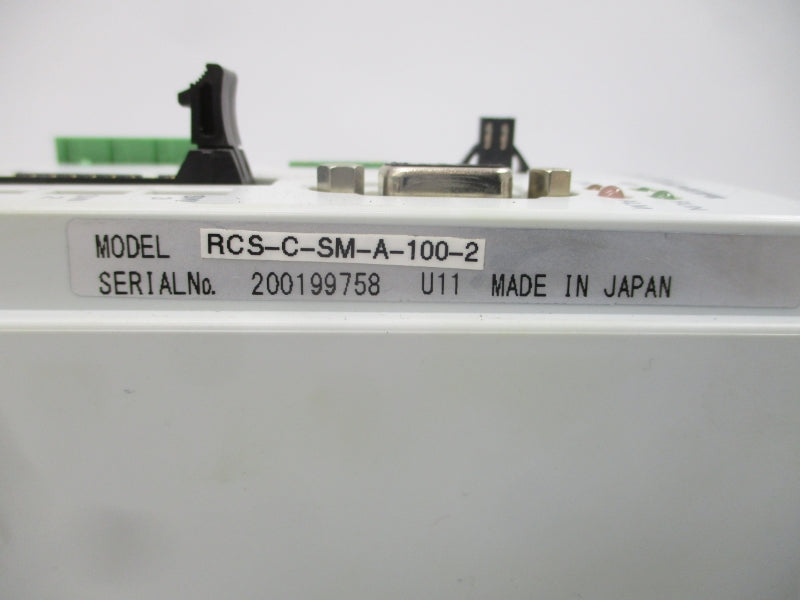 MODEL RCS-C-SM-A-100-2
SERIALNo. 200199758 U11 MADE IN JAPAN